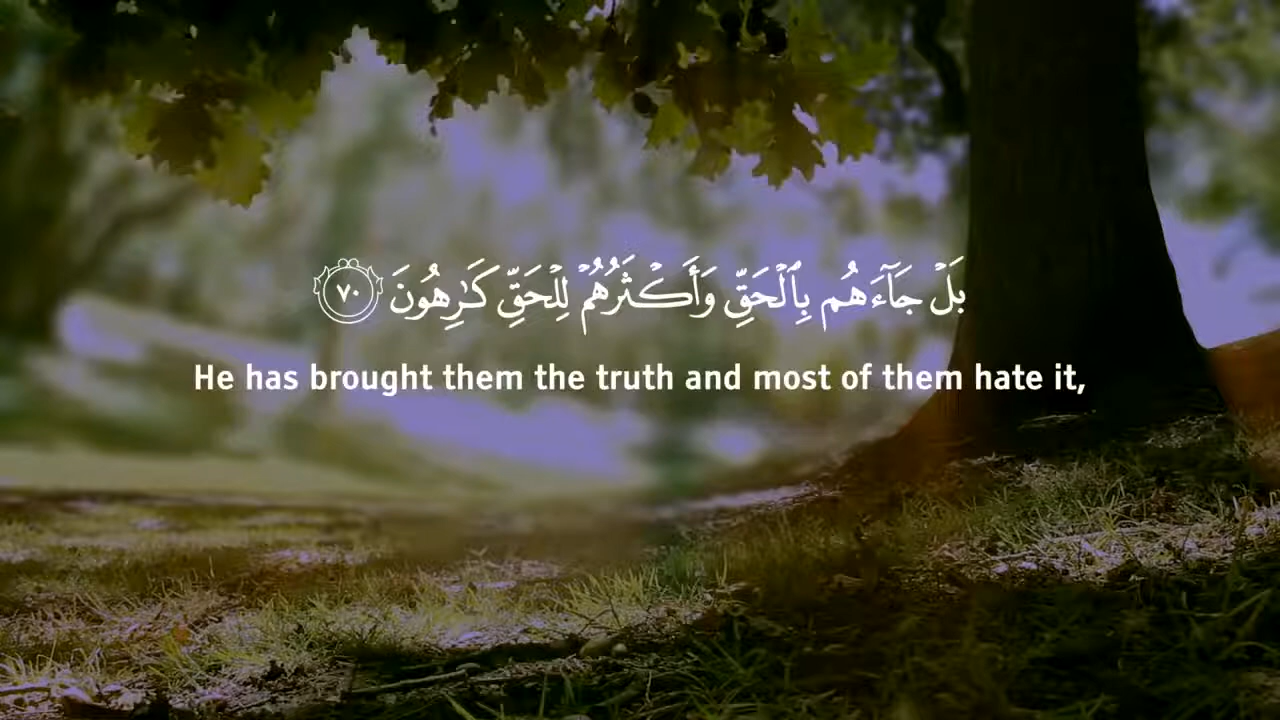 بَلْ جَآءَهُم بِٱلْحَقِّ وَأَكْثَرُهُمْ لِلْحَقِّ كَـٰرِهُونَ ٧٠
He has brought them the truth and most of them hate it,